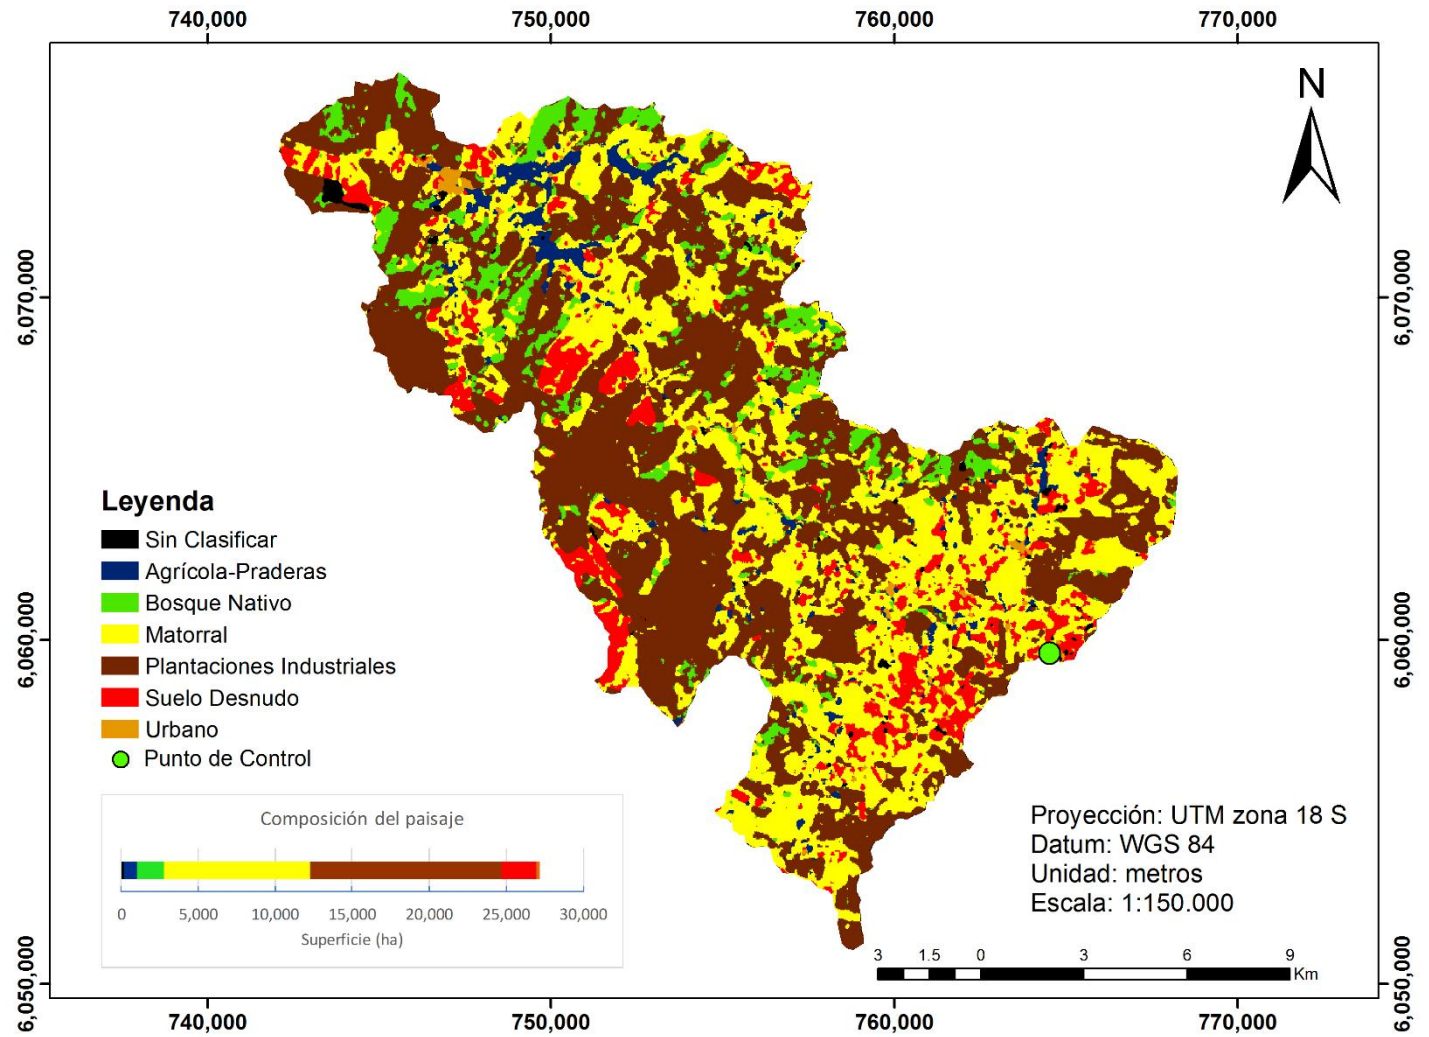 740,000 750,000 760,000 770,000
N
6,070,000 6,070,000
Leyenda
Sin Clasificar
Agrícola-Praderas
Bosque Nativo
Matorral
Plantaciones Industriales
Suelo Desnudo
Urbano
Punto de Control
6,060,000 6,060,000
Composición del paisaje
0 5,000 10,000 15,000 20,000 25,000 30,000
Superficie (ha)
Proyección: UTM zona 18 S
Datum: WGS 84
Unidad: metros
Escala: 1:150.000
3 1.5 0 3 6 9
Km
6,050,000 6,050,000
740,000 750,000 760,000 770,000